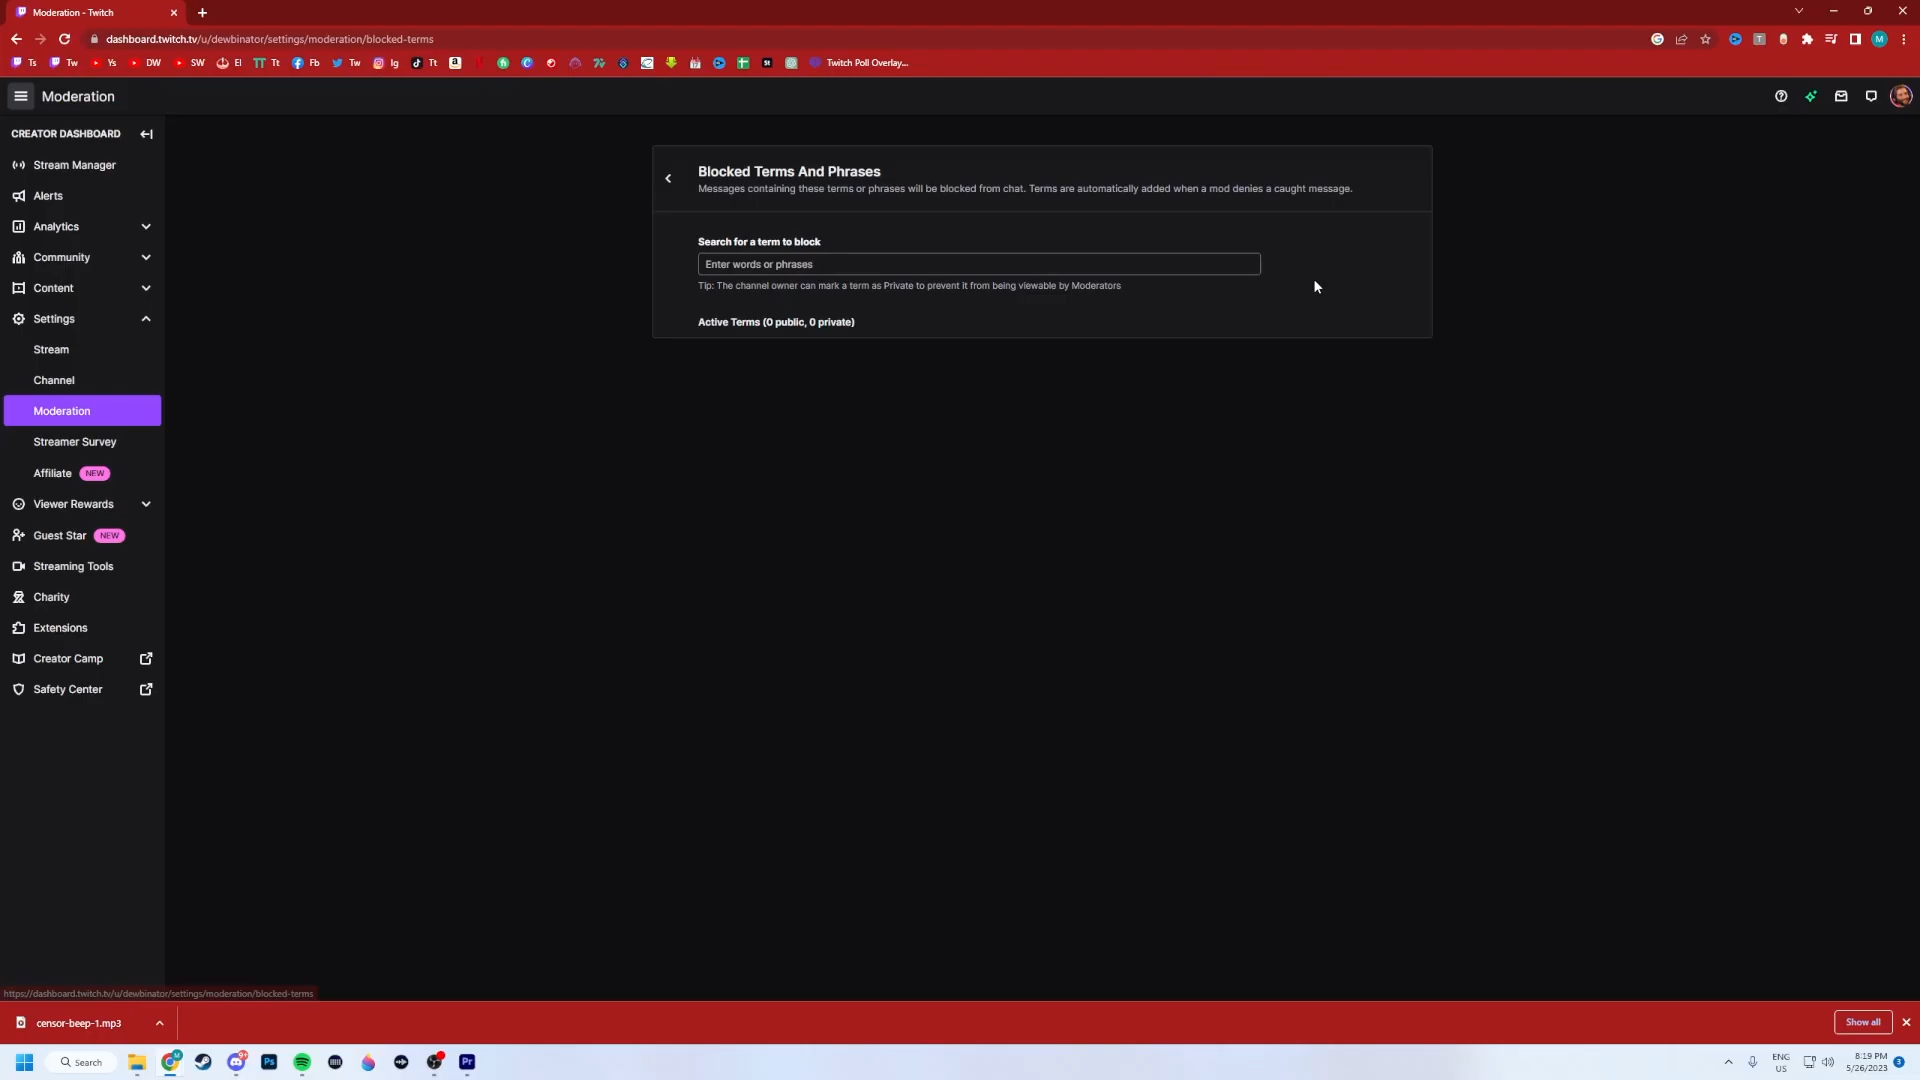 Moderation - Twitch
dashboard.twitch.tv/u/dewbinator/settings/moderation/blocked-terms
Ts Tw Ys DW SW El Tt Fb Tw Ig Tt Twitch Poll Overlay...
Moderation
CREATOR DASHBOARD
Stream Manager
Alerts
Analytics
Community
Content
Settings
Stream
Channel
Moderation
Streamer Survey
Affiliate NEW
Viewer Rewards
Guest Star NEW
Streaming Tools
Charity
Extensions
Creator Camp
Safety Center
Blocked Terms And Phrases
Messages containing these terms or phrases will be blocked from chat. Terms are automatically added when a mod denies a caught message.
Search for a term to block
Enter words or phrases
Tip: The channel owner can mark a term as Private to prevent it from being viewable by Moderators
Active Terms (0 public, 0 private)
https://dashboard.twitch.tv/u/dewbinator/settings/moderation/blocked-terms
censor-beep-1.mp3
Show all
Search
Ps
Pr
ENG
US
8:19 PM
5/26/2023
3